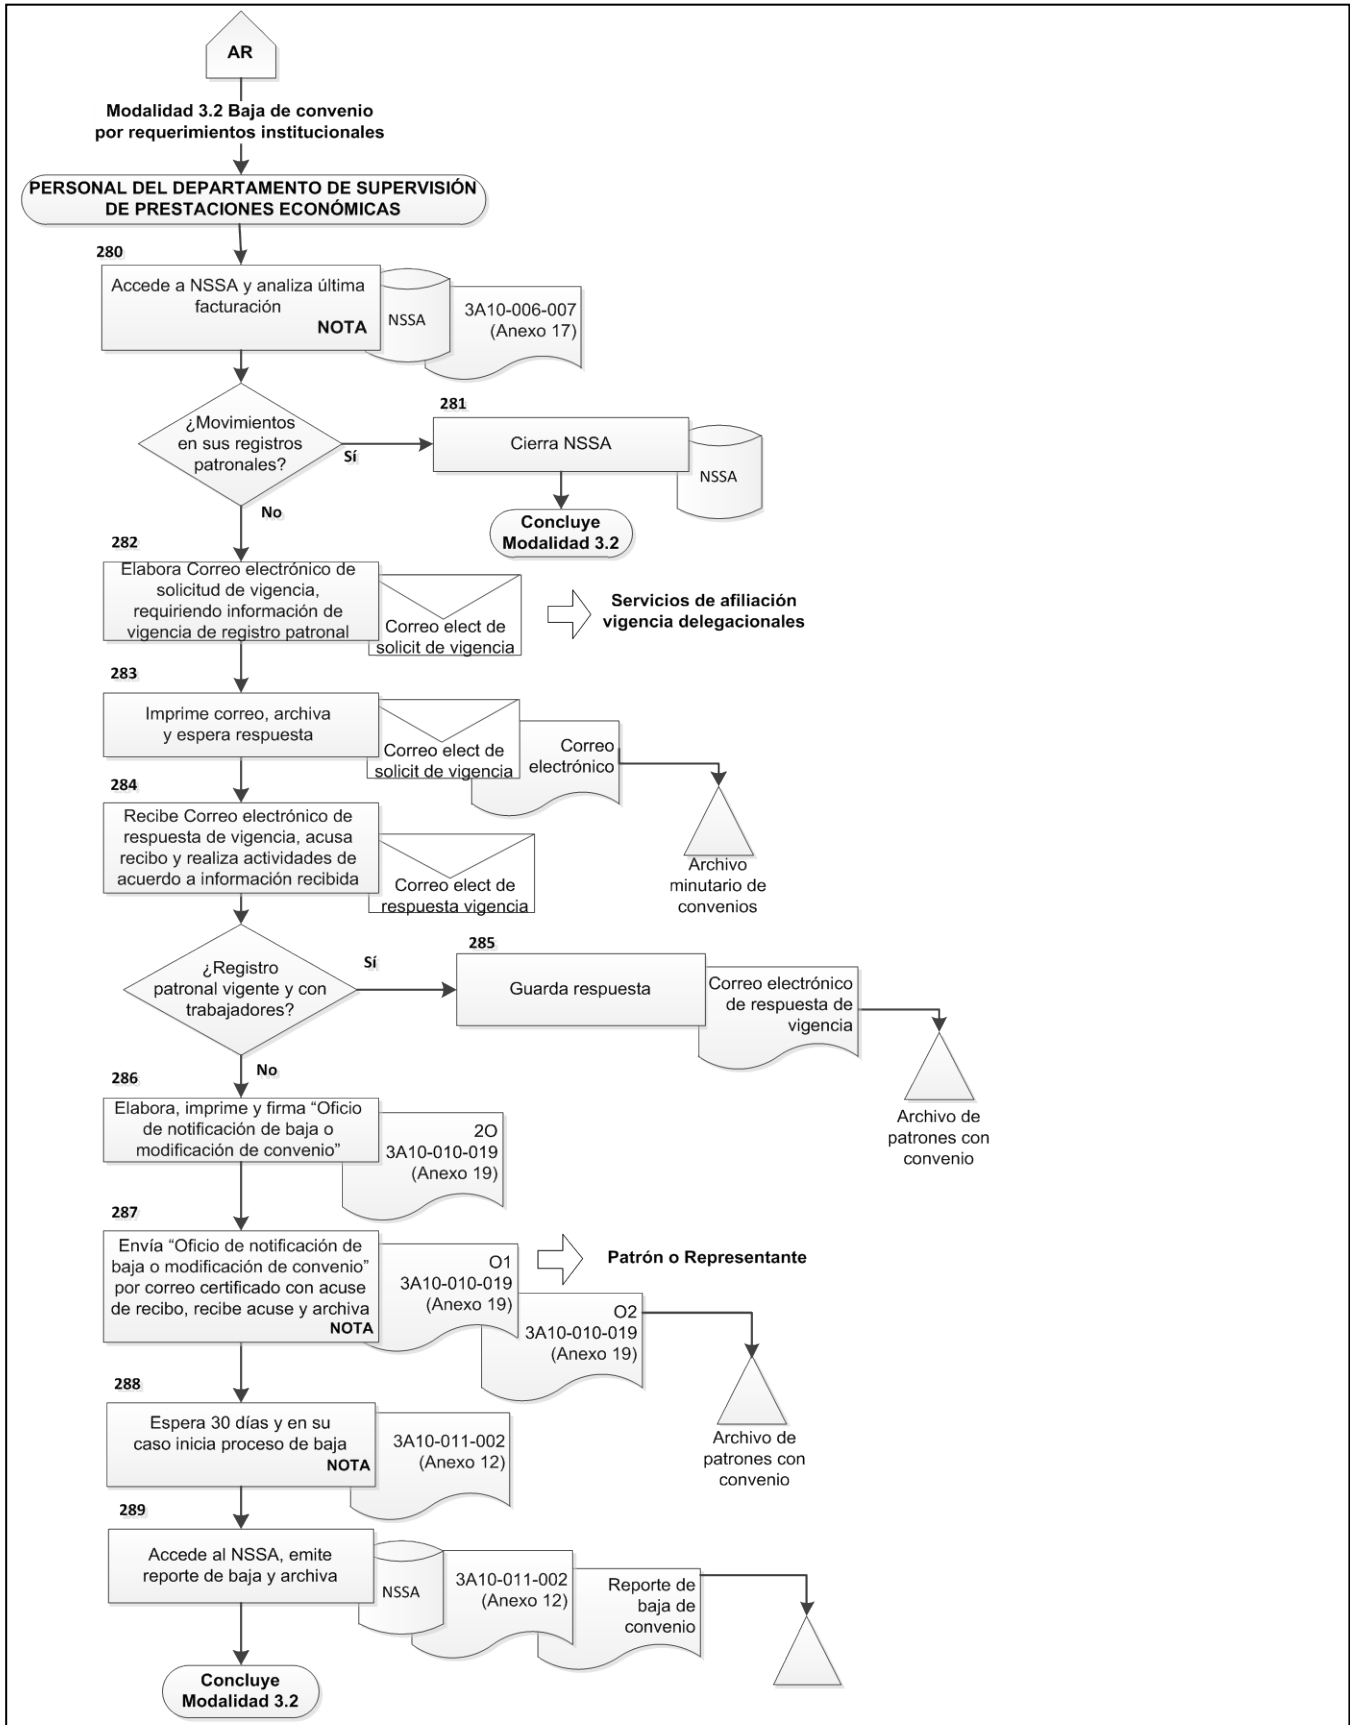 AR
Modalidad 3.2 Baja de convenio
por requerimientos institucionales
PERSONAL DEL DEPARTAMENTO DE SUPERVISIÓN
DE PRESTACIONES ECONÓMICAS
280
Accede a NSSA y analiza última
facturación
NOTA
NSSA
3A10-006-007
(Anexo 17)
¿Movimientos
en sus registros
patronales?
Sí
No
281
Cierra NSSA
NSSA
Concluye
Modalidad 3.2
282
Elabora Correo electrónico de
solicitud de vigencia,
requiriendo información de
vigencia de registro patronal
Correo elect de
solicit de vigencia
Servicios de afiliación
vigencia delegacionales
283
Imprime correo, archiva
y espera respuesta
Correo elect de
solicit de vigencia
Correo
electrónico
Archivo
minutario de
convenios
284
Recibe Correo electrónico de
respuesta de vigencia, acusa
recibo y realiza actividades de
acuerdo a información recibida
Correo elect de
respuesta vigencia
¿Registro
patronal vigente y con
trabajadores?
Sí
No
285
Guarda respuesta
Correo electrónico
de respuesta de
vigencia
Archivo de
patrones con
convenio
286
Elabora, imprime y firma “Oficio
de notificación de baja o
modificación de convenio”
2O
3A10-010-019
(Anexo 19)
287
Envía “Oficio de notificación de
baja o modificación de convenio”
por correo certificado con acuse
de recibo, recibe acuse y archiva
NOTA
O1
3A10-010-019
(Anexo 19)
Patrón o Representante
O2
3A10-010-019
(Anexo 19)
Archivo de
patrones con
convenio
288
Espera 30 días y en su
caso inicia proceso de baja
NOTA
3A10-011-002
(Anexo 12)
289
Accede al NSSA, emite
reporte de baja y archiva
NSSA
3A10-011-002
(Anexo 12)
Reporte de
baja de
convenio
Concluye
Modalidad 3.2